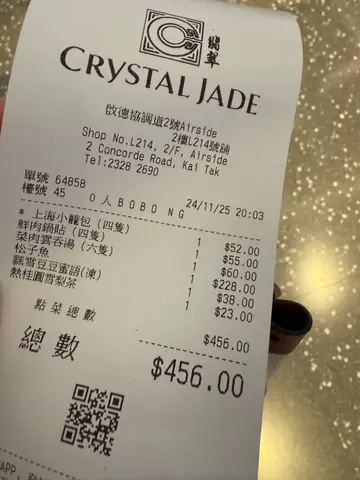 翡翠
CRYSTAL JADE
啟德協調道2號Airside
2樓L214號舖
Shop No.L214, 2/F, Airside
2 Concorde Road, Kai Tak
Tel:2328 2690
單號 64858
檯號 45 0 人 BOBO NG 24/11/25 20:03
* 上海小籠包 (四隻) 1 $52.00
鮮肉鍋貼 (四隻) 1 $55.00
菜肉雲吞湯 (六隻) 1 $60.00
松子魚 1 $228.00
飄雪豆豆蜜語(凍) 1 $38.00
熱桂圓雪梨茶 1 $23.00
點菜總數 $456.00
總數 $456.00